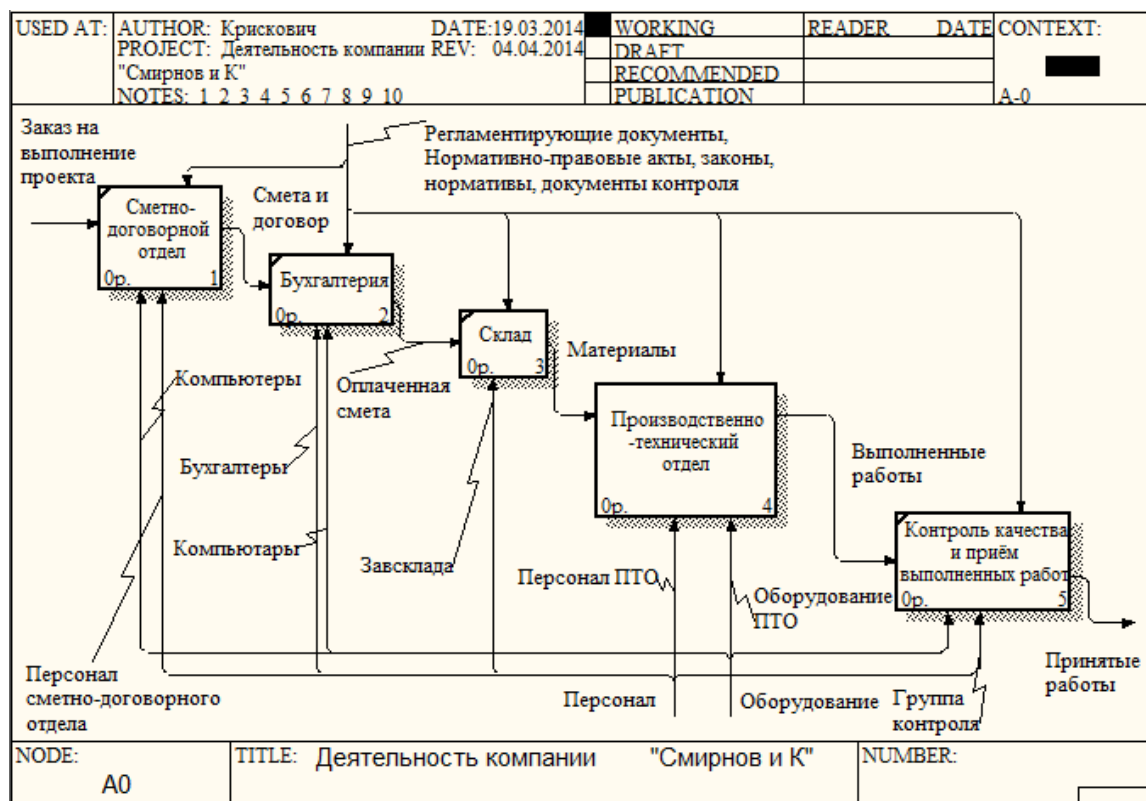 USED AT:
AUTHOR: Крискович
DATE:19.03.2014
PROJECT: Деятельность компании
REV: 04.04.2014
"Смирнов и К"
NOTES: 1 2 3 4 5 6 7 8 9 10
WORKING
DRAFT
RECOMMENDED
PUBLICATION
READER DATE
CONTEXT:
A-0
Заказ на
выполнение
проекта
Регламентирующие документы,
Нормативно-правовые акты, законы,
нормативы, документы контроля
Сметно-
договорной
отдел
0р. 1
Смета и
договор
Бухгалтерия
0р. 2
Склад
0р. 3
Материалы
Компьютеры
Оплаченная
смета
Производственно
-технический
отдел
0р. 4
Бухгалтеры
Выполненные
работы
Контроль качества
и приём
выполненных работ
0р. 5
Компьютары
Завсклада
Персонал ПТО
Оборудование
ПТО
Персонал
сметно-договорного
отдела
Персонал
Оборудование
Группа
контроля
Принятые
работы
NODE:
A0
TITLE: Деятельность компании "Смирнов и К"
NUMBER: